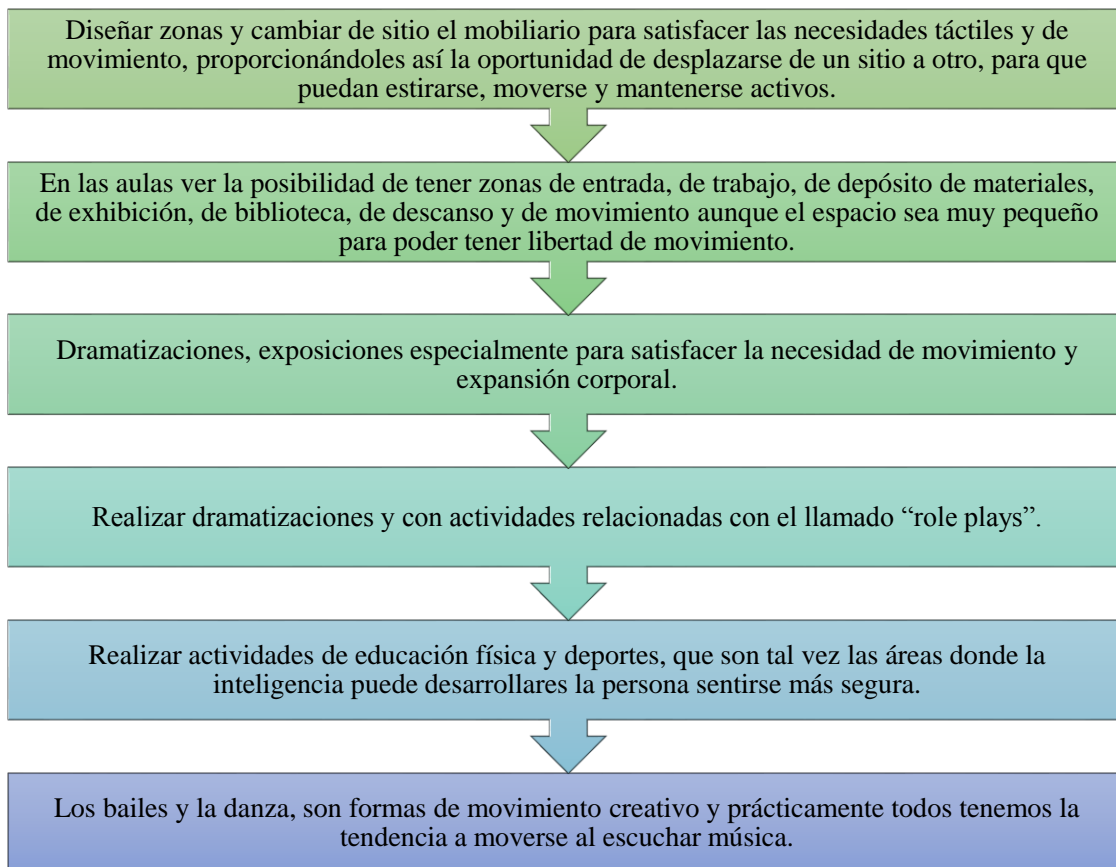 Diseñar zonas y cambiar de sitio el mobiliario para satisfacer las necesidades táctiles y de
movimiento, proporcionándoles así la oportunidad de desplazarse de un sitio a otro, para que
puedan estirarse, moverse y mantenerse activos.
En las aulas ver la posibilidad de tener zonas de entrada, de trabajo, de depósito de materiales,
de exhibición, de biblioteca, de descanso y de movimiento aunque el espacio sea muy pequeño
para poder tener libertad de movimiento.
Dramatizaciones, exposiciones especialmente para satisfacer la necesidad de movimiento y
expansión corporal.
Realizar dramatizaciones y con actividades relacionadas con el llamado “role plays”.
Realizar actividades de educación física y deportes, que son tal vez las áreas donde la
inteligencia puede desarrollares la persona sentirse más segura.
Los bailes y la danza, son formas de movimiento creativo y prácticamente todos tenemos la
tendencia a moverse al escuchar música.